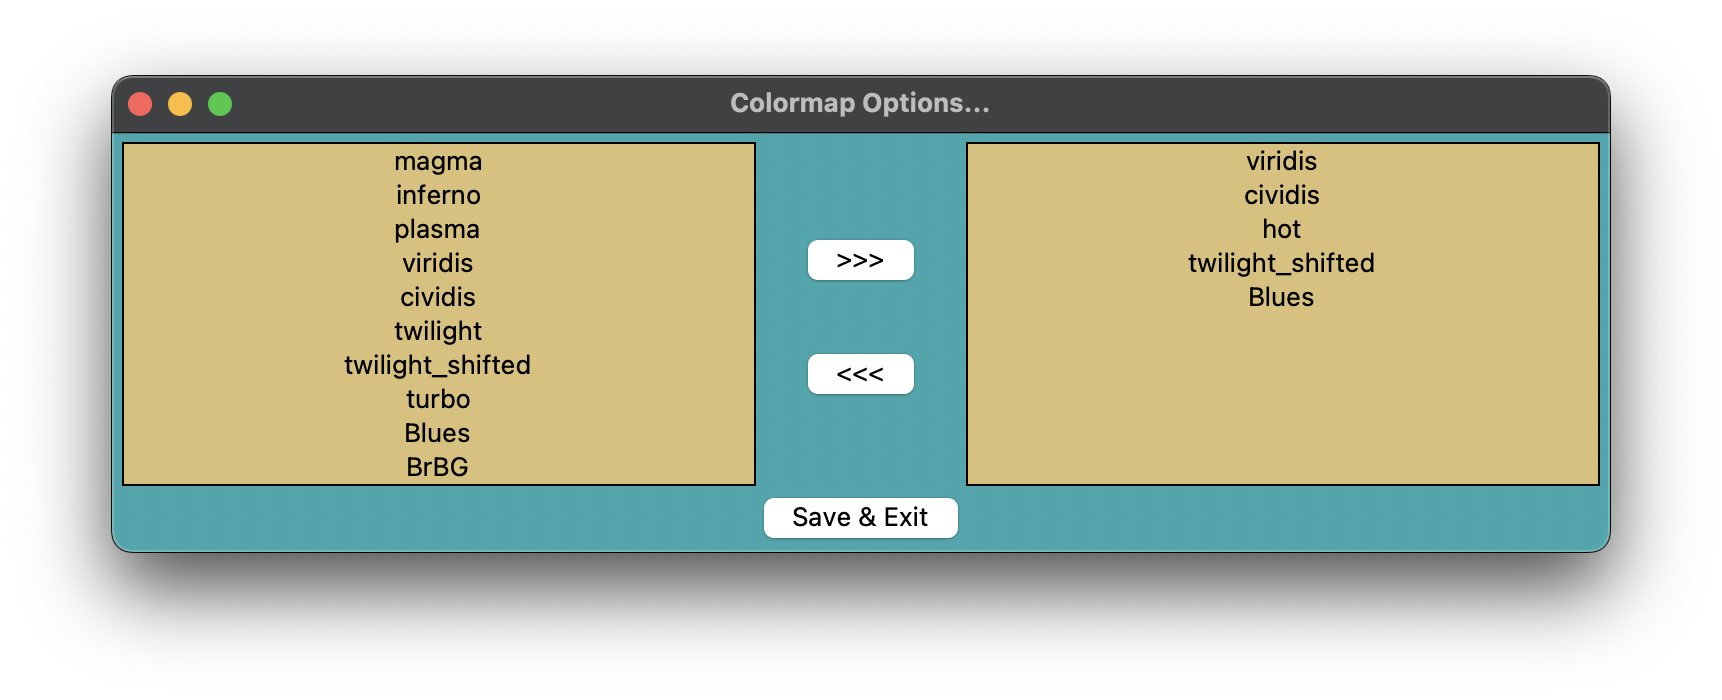 Colormap Options...
magma
inferno
plasma
viridis
cividis
twilight
twilight_shifted
turbo
Blues
BrBG
>>>
<<<
viridis
cividis
hot
twilight_shifted
Blues
Save & Exit